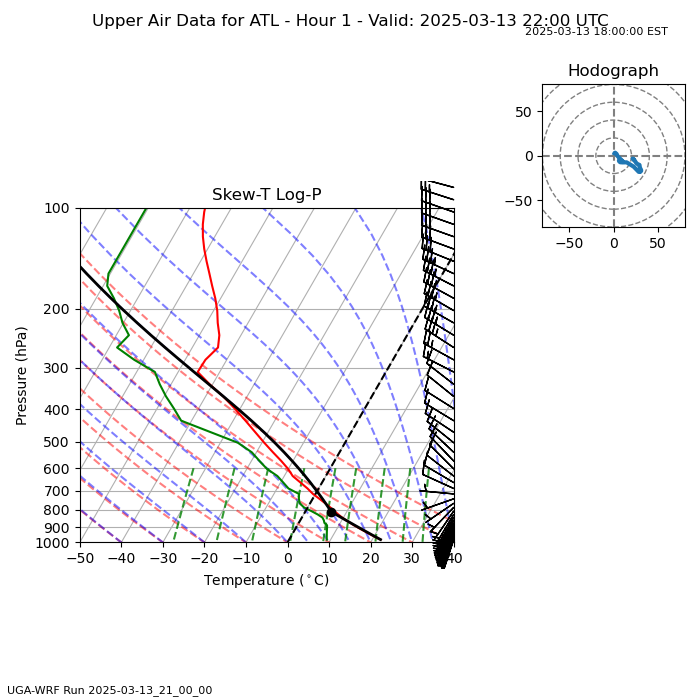 Upper Air Data for ATL - Hour 1 - Valid: 2025-03-13 22:00 UTC
2025-03-13 18:00:00 EST
Hodograph
50
0
−50
−50 0 50
Skew-T Log-P
100
200
300
400
500
600
700
800
900
1000
Pressure (hPa)
−50 −40 −30 −20 −10 0 10 20 30 40
Temperature (°C)
UGA-WRF Run 2025-03-13_21_00_00